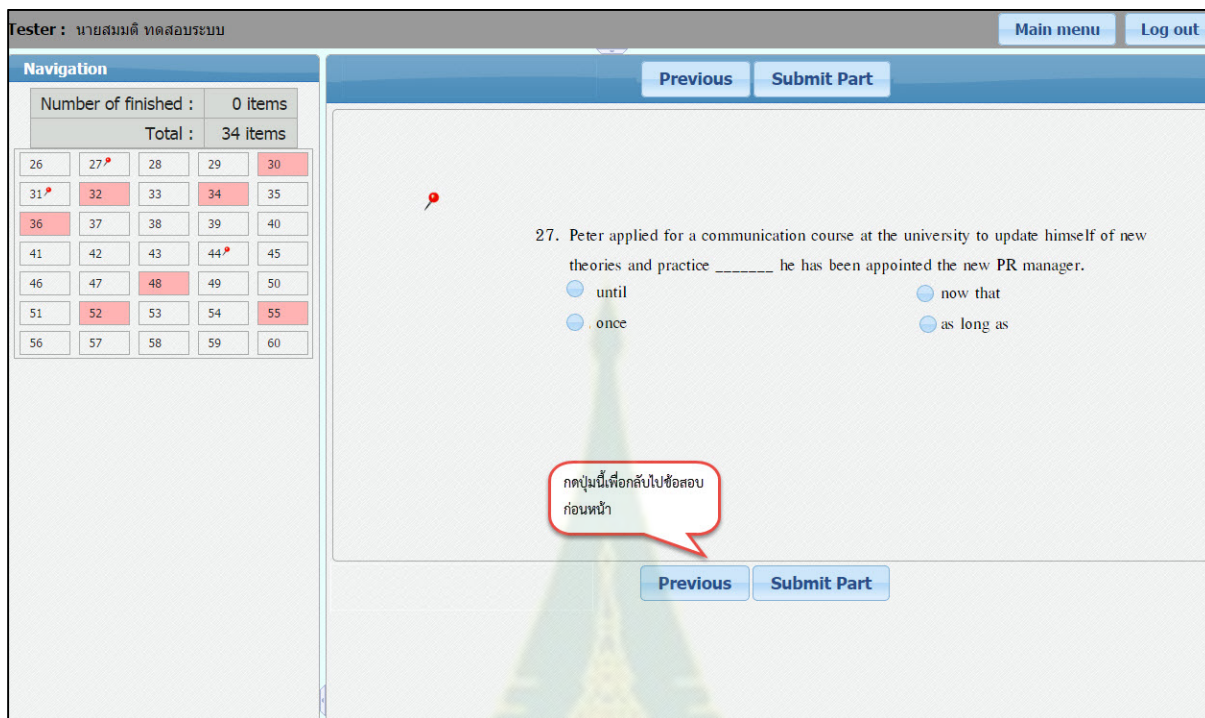 Tester : นายสมมติ ทดสอบระบบ
Main menu
Log out
Navigation
Number of finished : 0 items
Total : 34 items
26 27 28 29 30
31 32 33 34 35
36 37 38 39 40
41 42 43 44 45
46 47 48 49 50
51 52 53 54 55
56 57 58 59 60
Previous
Submit Part
27. Peter applied for a communication course at the university to update himself of new
theories and practice _______ he has been appointed the new PR manager.
until
now that
. once
as long as
กดปุ่มนี้เพื่อกลับไปข้อสอบ
ก่อนหน้า
Previous
Submit Part